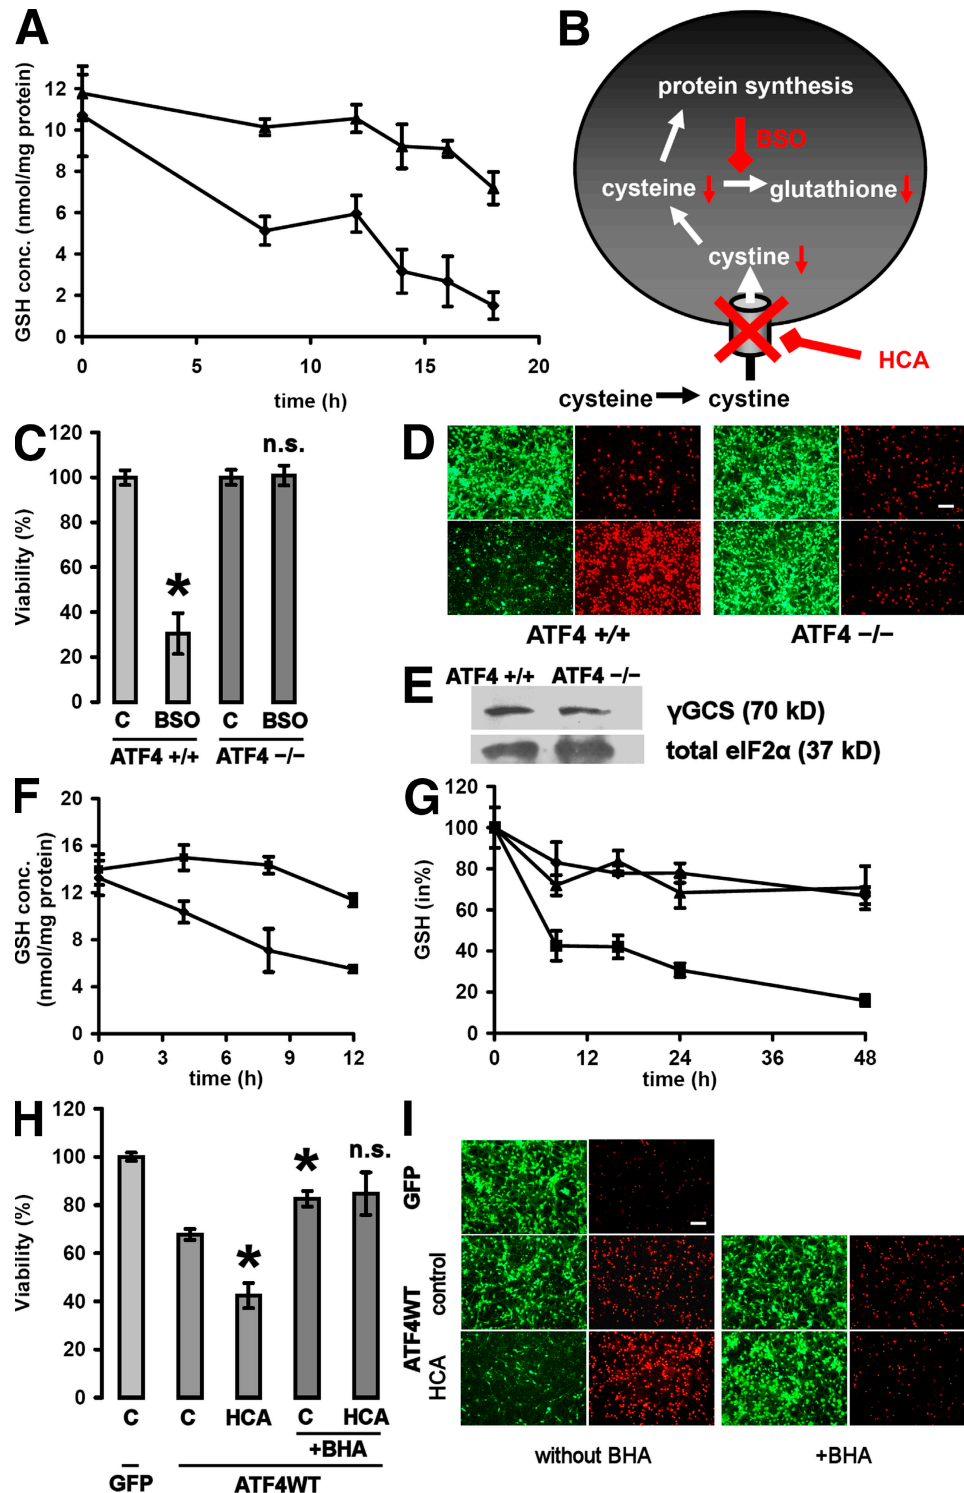 A
GSH conc. (nmol/mg protein)
12
10
8
6
4
2
0
0 5 10 15 20
time (h)
B
protein synthesis
BSO
cysteine glutathione
cystine
HCA
cysteine cystine
C
Viability (%)
120
100
80
60
40
20
0
*
n.s.
C BSO C BSO
ATF4 +/+ ATF4 –/–
D
ATF4 +/+ ATF4 –/–
E
ATF4 +/+ ATF4 –/–
γGCS (70 kD)
total eIF2α (37 kD)
F
GSH conc.
(nmol/mg protein)
20
16
12
8
4
0
0 3 6 9 12
time (h)
G
GSH (in%)
120
100
80
60
40
20
0
0 12 24 36 48
time (h)
H
Viability (%)
120
100
80
60
40
20
0
*
*
n.s.
C C HCA C HCA
+BHA
GFP ATF4WT
I
GFP
ATF4WT
control
HCA
without BHA +BHA